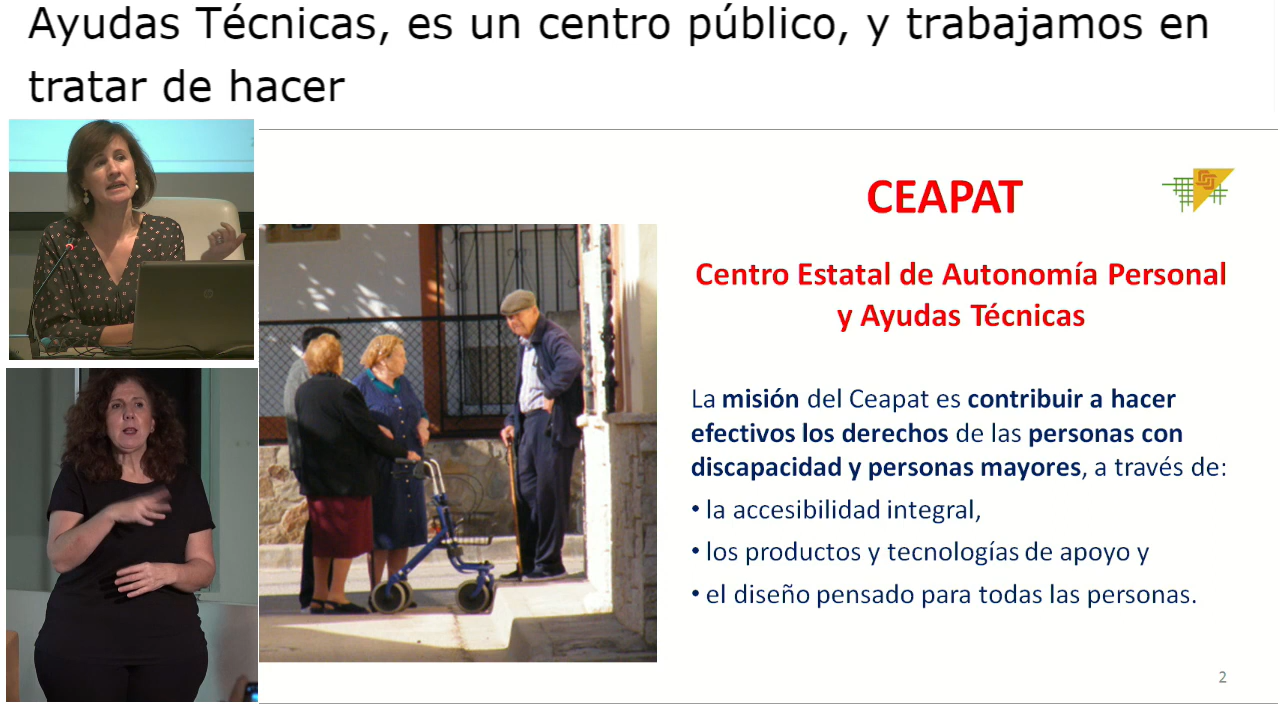 Ayudas Técnicas, es un centro público, y trabajamos en
tratar de hacer
CEAPAT
Centro Estatal de Autonomía Personal
y Ayudas Técnicas
La misión del Ceapat es contribuir a hacer
efectivos los derechos de las personas con
discapacidad y personas mayores, a través de:
• la accesibilidad integral,
• los productos y tecnologías de apoyo y
• el diseño pensado para todas las personas.
2